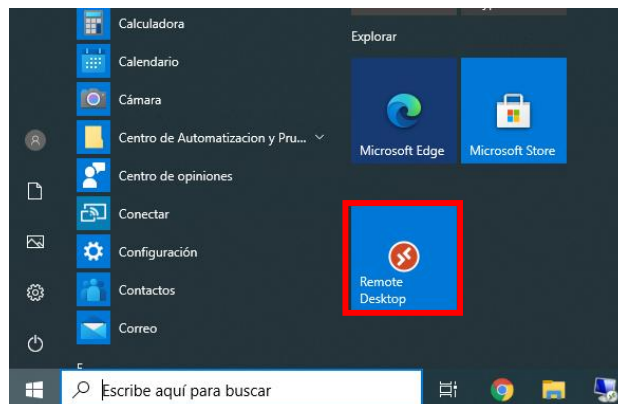 Calculadora
Calendario
Cámara
Centro de Automatizacion y Pru...
Centro de opiniones
Conectar
Configuración
Contactos
Correo
Explorar
Microsoft Edge
Microsoft Store
Remote
Desktop
Escribe aquí para buscar